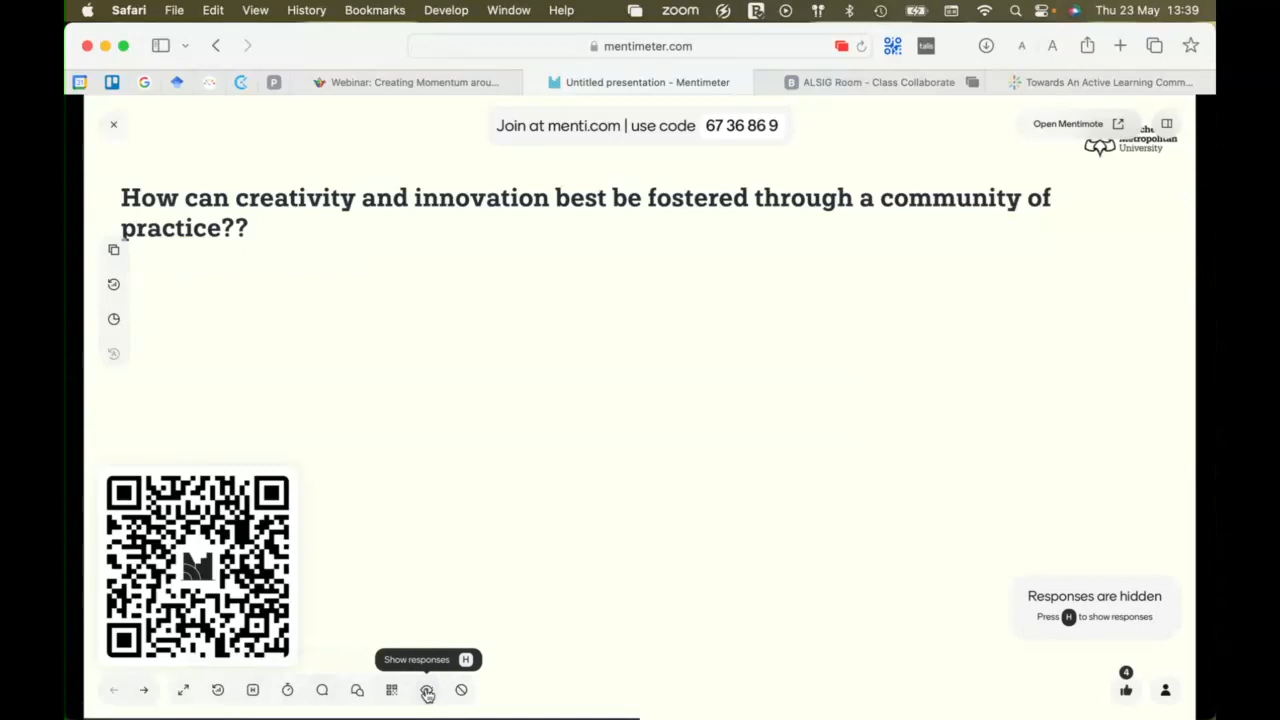 Safari File Edit View History Bookmarks Develop Window Help zoom Thu 23 May 13:39
mentimeter.com talis A A
Webinar: Creating Momentum arou... Untitled presentation – Mentimeter B ALSIG Room – Class Collaborate Towards An Active Learning Comm...
Join at menti.com | use code 67 36 86 9
Open Mentimote
Metropolitan
University
How can creativity and innovation best be fostered through a community of
practice??
Responses are hidden
Press H to show responses
Show responses H
4